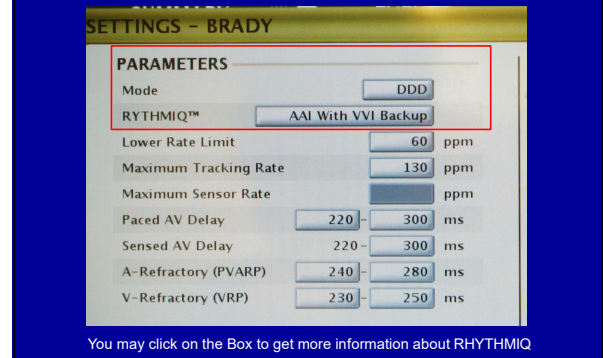 SETTINGS - BRADY
PARAMETERS
Mode DDD
RYTHMIQ™ AAI With VVI Backup
Lower Rate Limit 60 ppm
Maximum Tracking Rate 130 ppm
Maximum Sensor Rate ppm
Paced AV Delay 220 - 300 ms
Sensed AV Delay 220 - 300 ms
A-Refractory (PVARP) 240 - 280 ms
V-Refractory (VRP) 230 - 250 ms
You may click on the Box to get more information about RHYTHMIQ